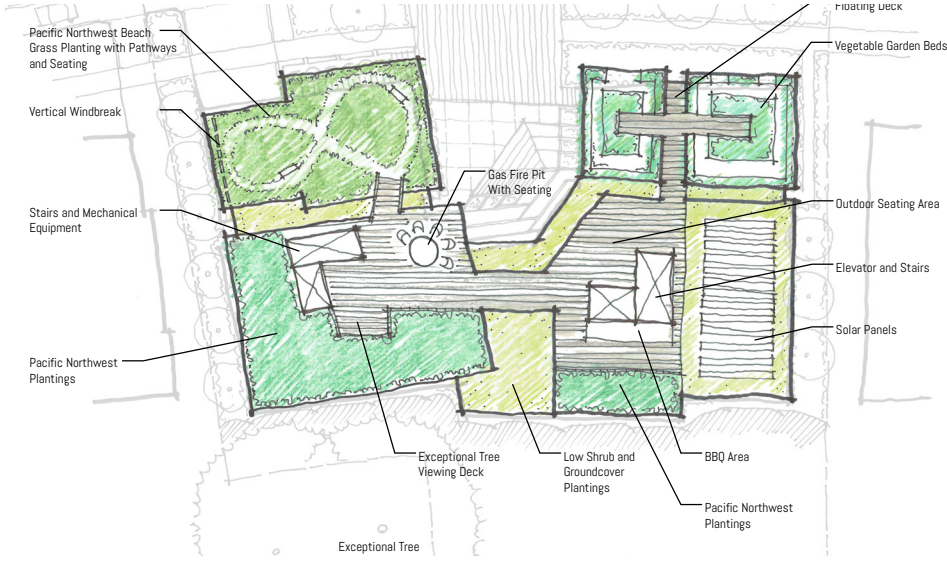 Floating Deck
Pacific Northwest Beach
Grass Planting with Pathways
and Seating
Vegetable Garden Beds
Vertical Windbreak
Gas Fire Pit
With Seating
Stairs and Mechanical
Equipment
Outdoor Seating Area
Elevator and Stairs
Solar Panels
Pacific Northwest
Plantings
Exceptional Tree
Viewing Deck
Low Shrub and
Groundcover
Plantings
BBQ Area
Pacific Northwest
Plantings
Exceptional Tree